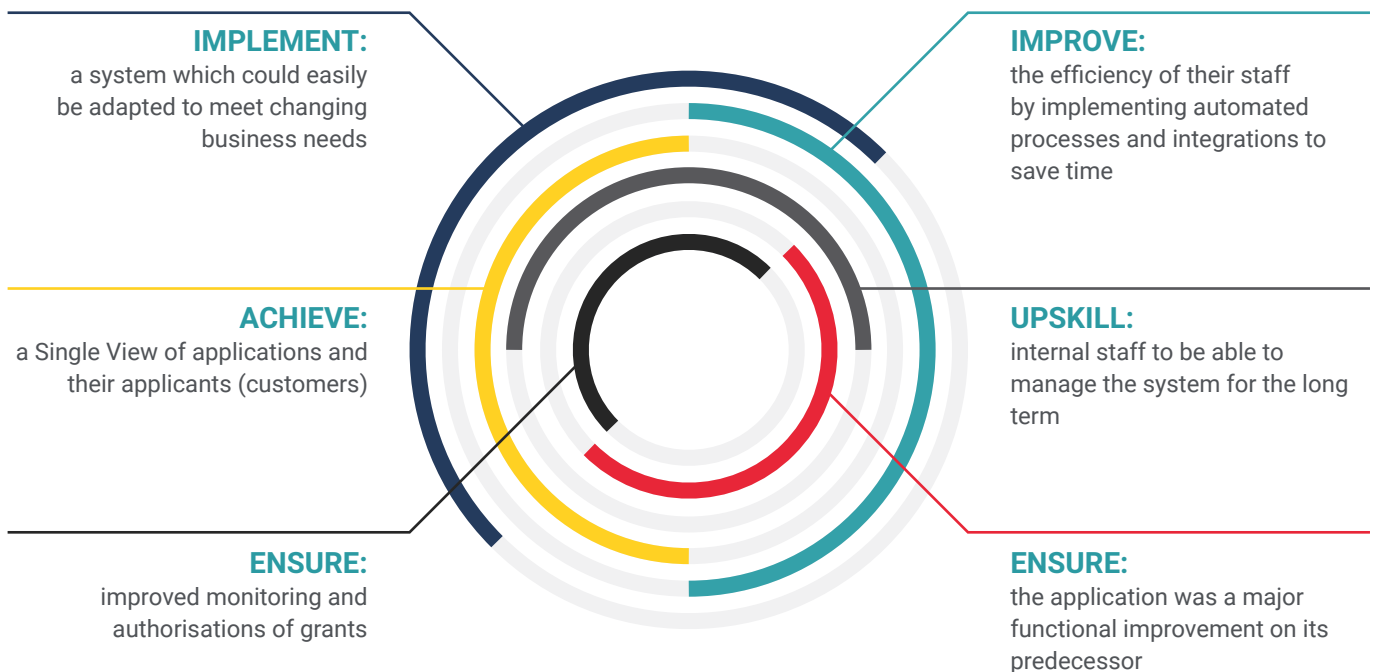 IMPLEMENT:
a system which could easily
be adapted to meet changing
business needs
IMPROVE:
the efficiency of their staff
by implementing automated
processes and integrations to
save time
ACHIEVE:
a Single View of applications and
their applicants (customers)
UPSKILL:
internal staff to be able to
manage the system for the long
term
ENSURE:
improved monitoring and
authorisations of grants
ENSURE:
the application was a major
functional improvement on its
predecessor